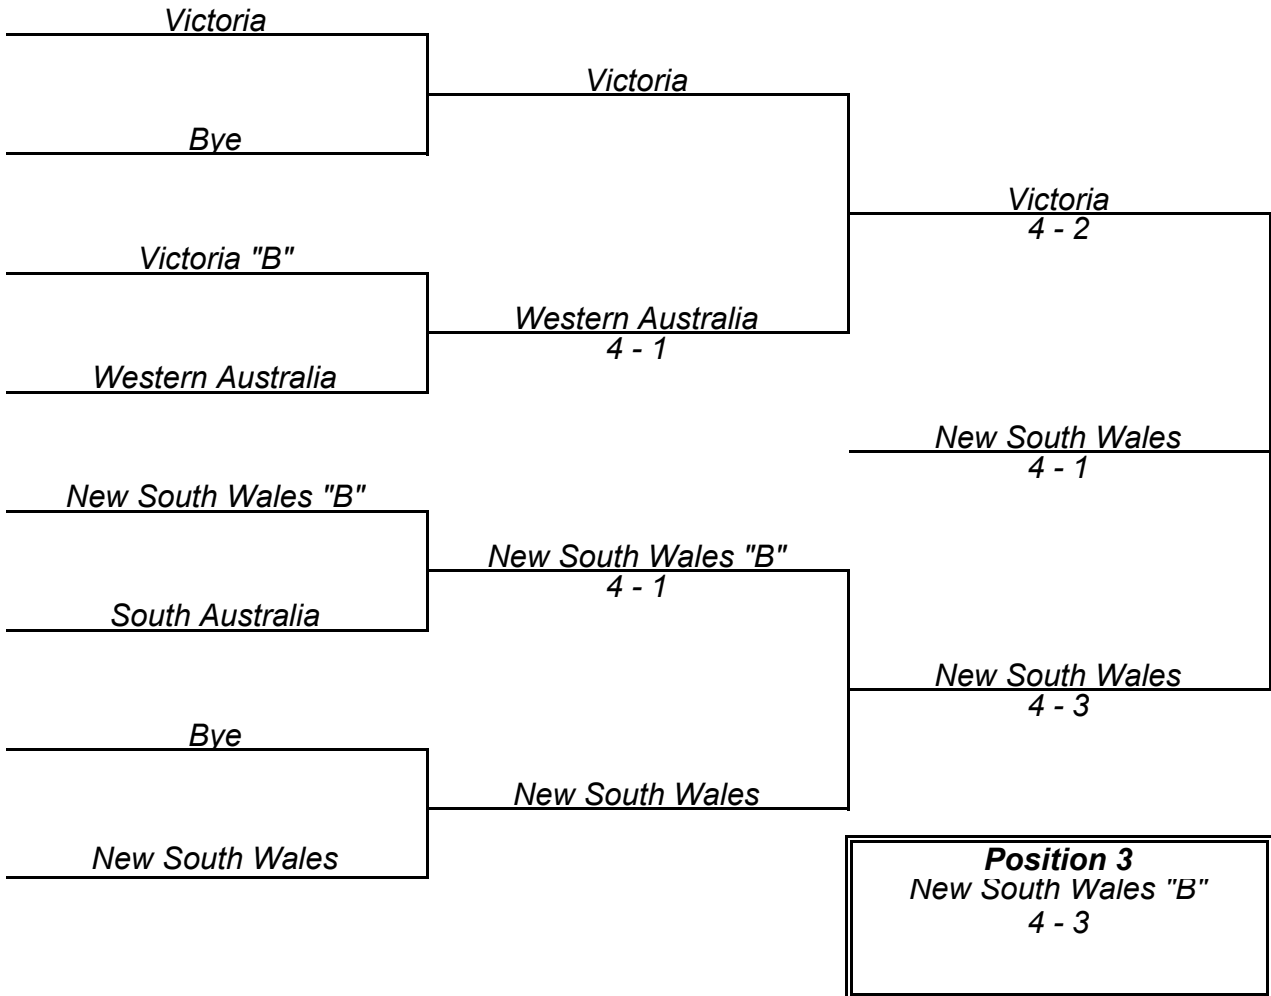 Victoria
Victoria
Bye
Victoria
4 - 2
Victoria "B"
Western Australia
4 - 1
Western Australia
New South Wales
4 - 1
New South Wales "B"
New South Wales "B"
4 - 1
South Australia
New South Wales
4 - 3
Bye
New South Wales
New South Wales
Position 3
New South Wales "B"
4 - 3